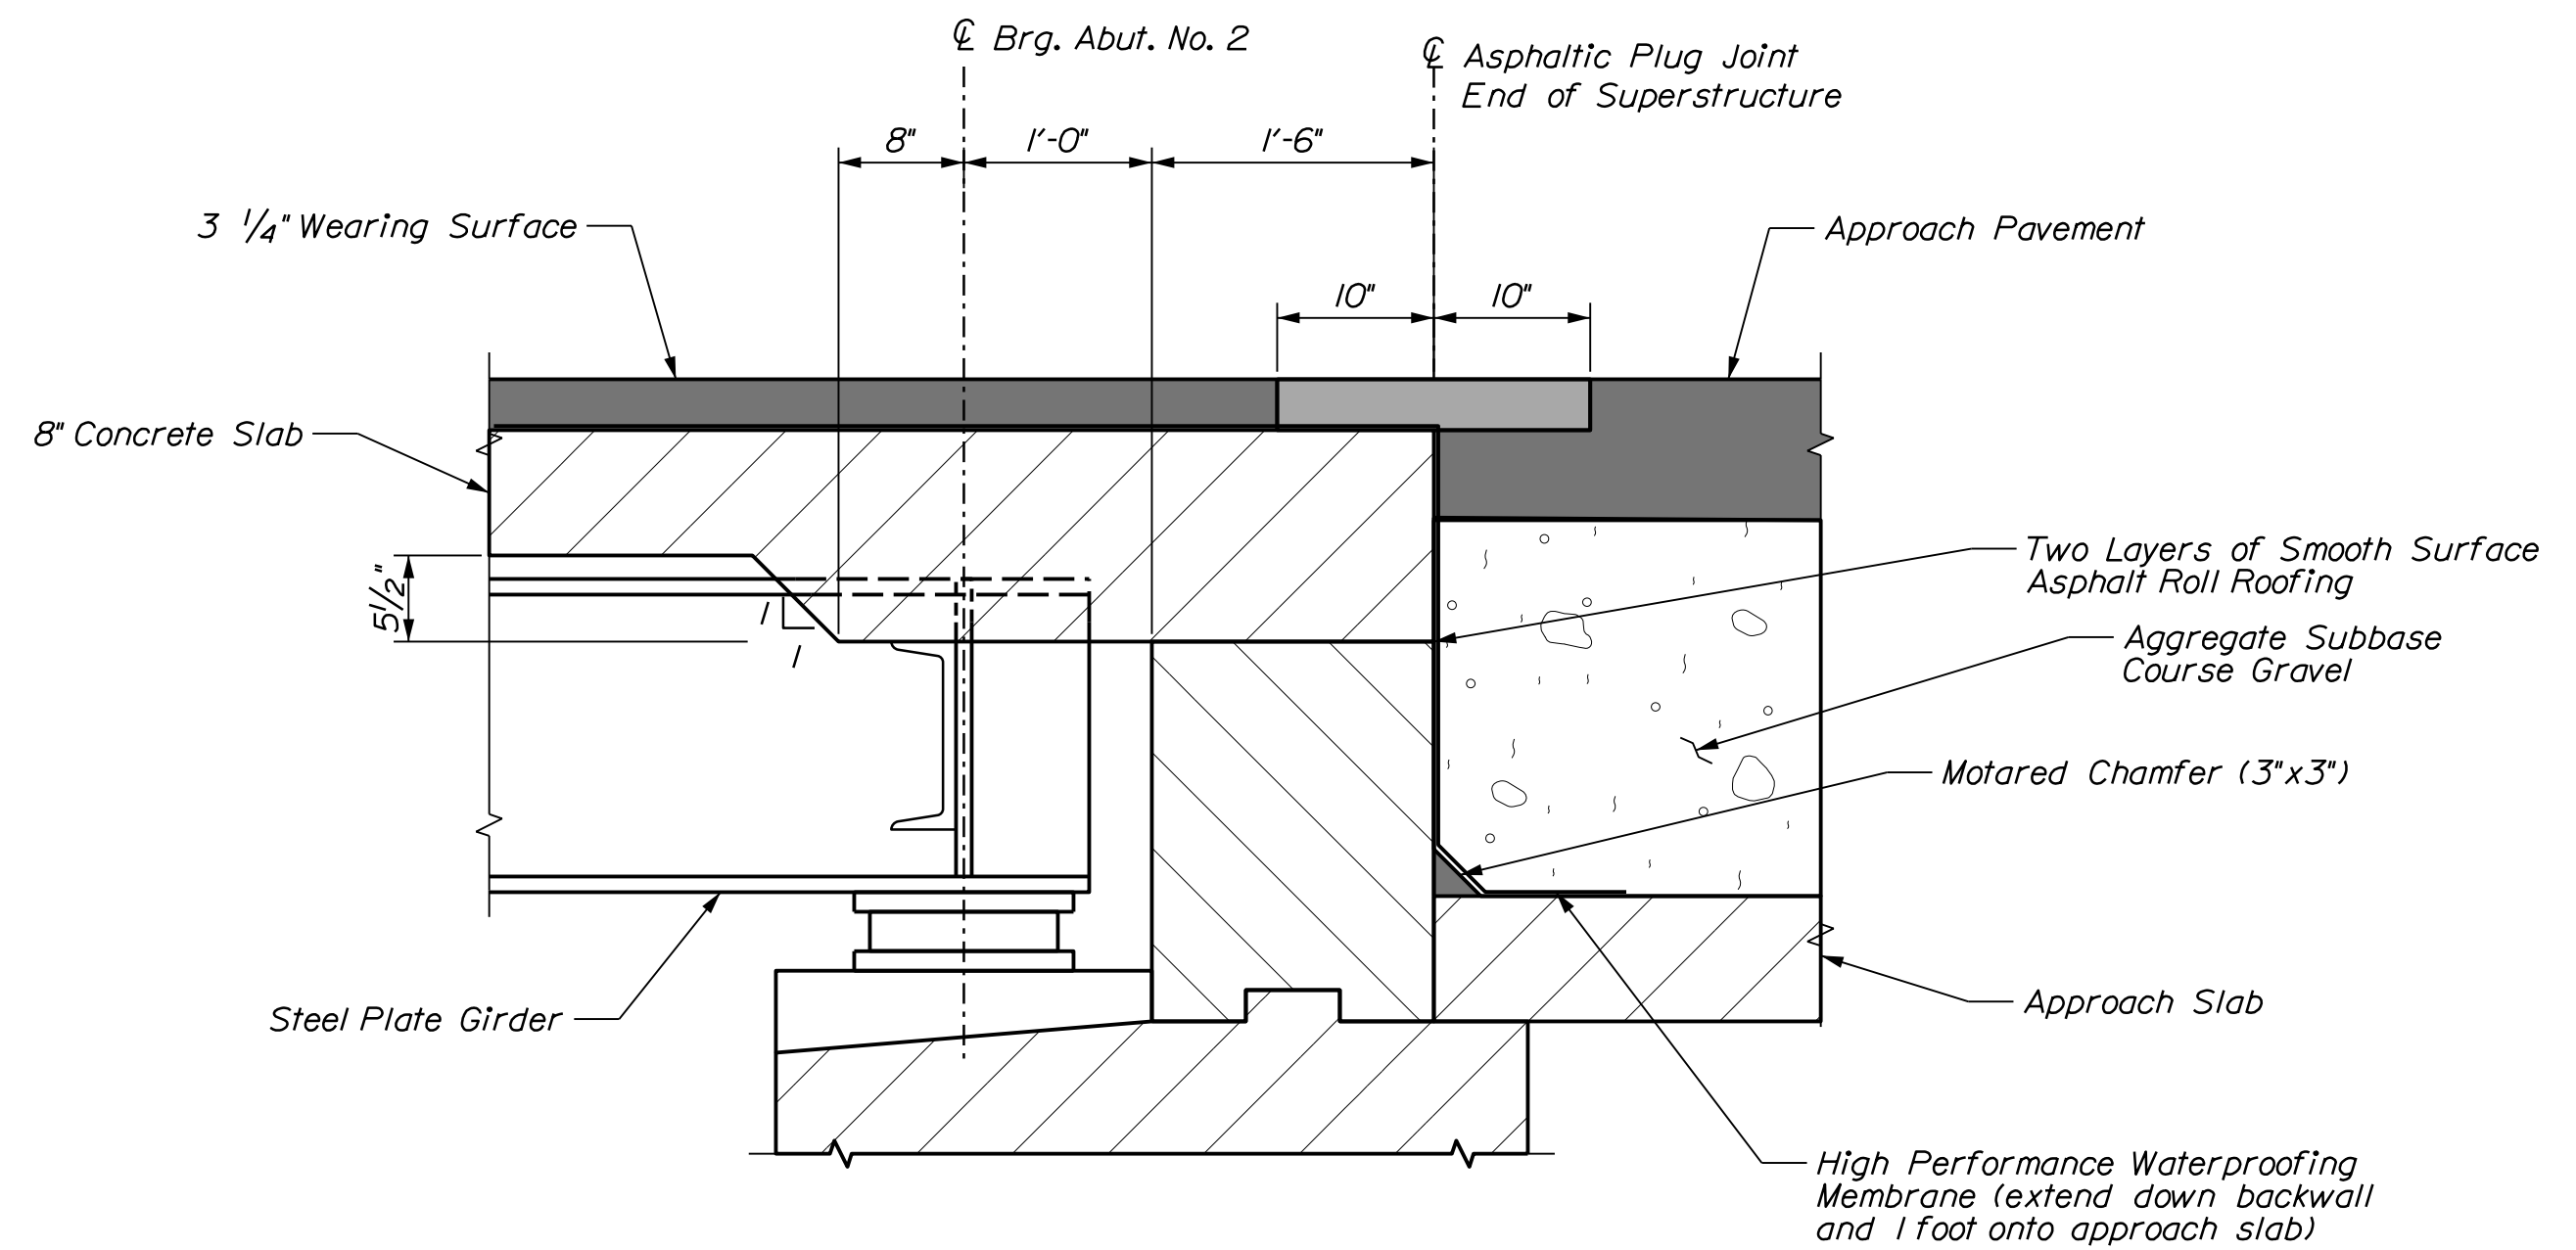 ℄ Brg. Abut. No. 2
℄ Asphaltic Plug Joint
End of Superstructure
8"
1'-0"
1'-6"
3 1/4" Wearing Surface
Approach Pavement
10"
10"
8" Concrete Slab
5 1/2"
1
1
Two Layers of Smooth Surface
Asphalt Roll Roofing
Aggregate Subbase
Course Gravel
Motared Chamfer (3"x3")
Steel Plate Girder
Approach Slab
High Performance Waterproofing
Membrane (extend down backwall
and 1 foot onto approach slab)